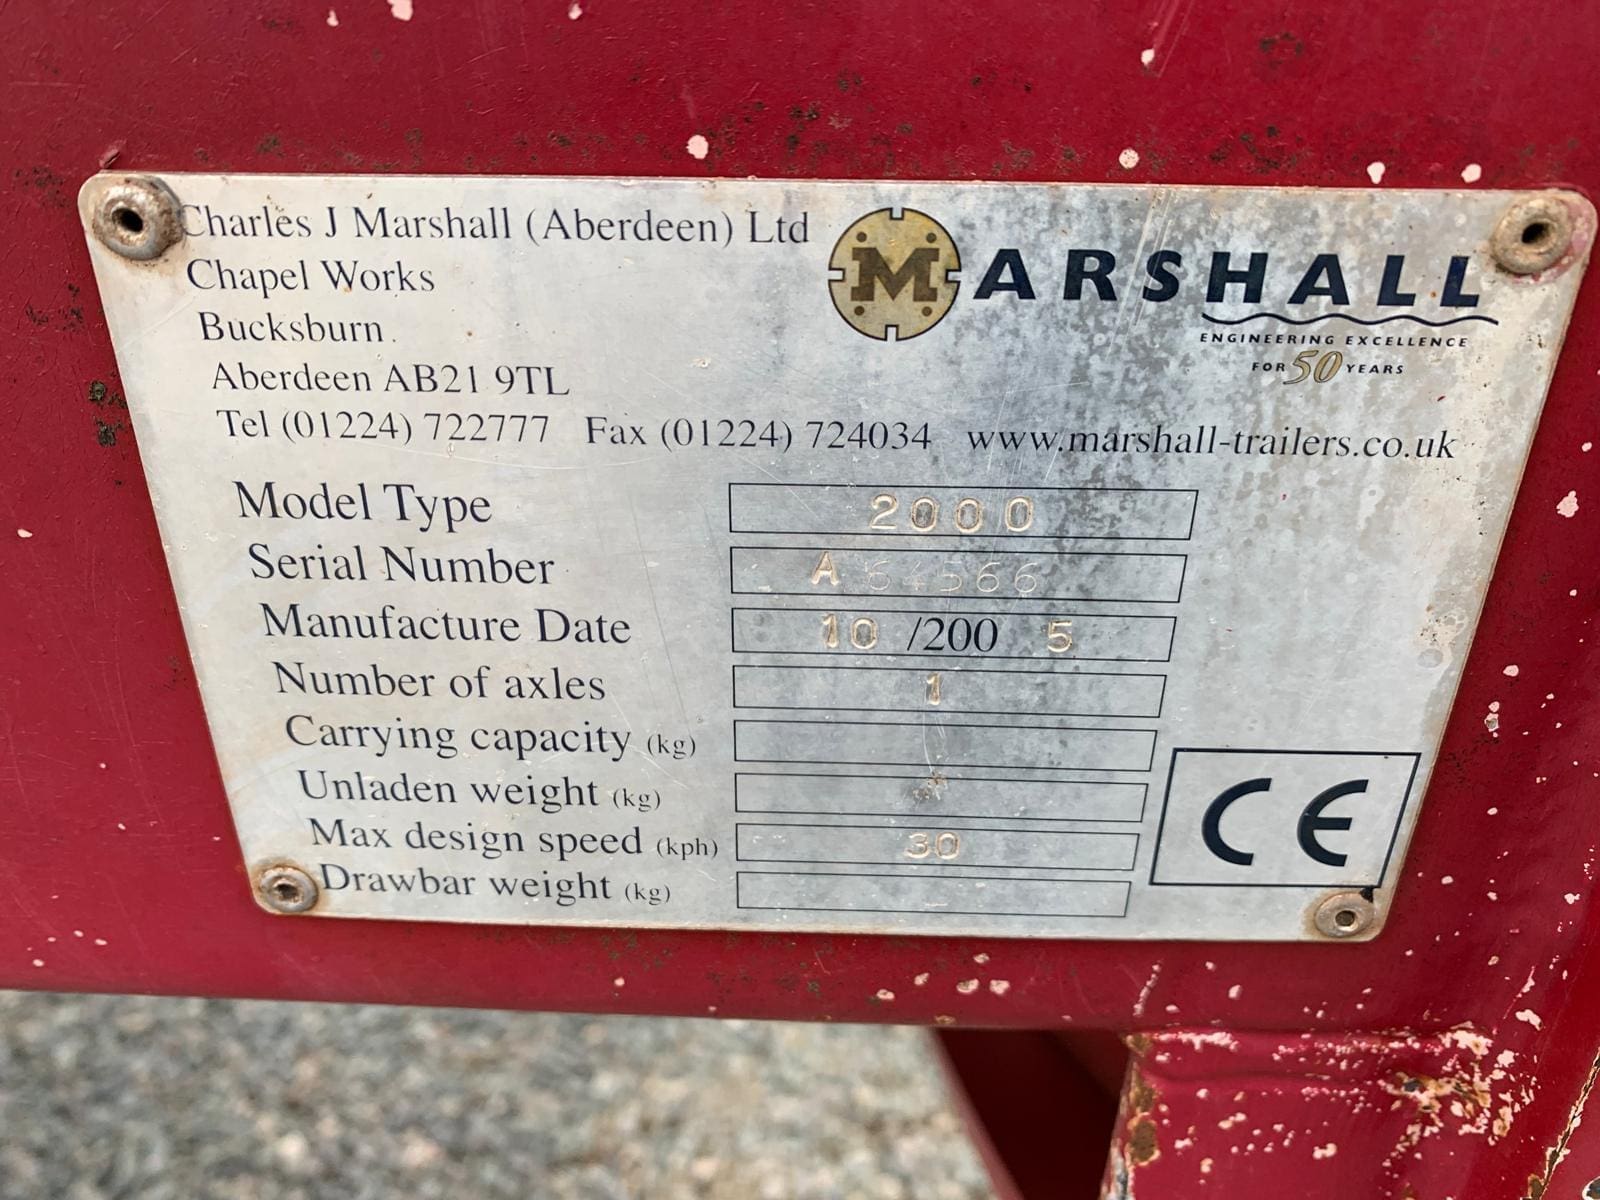 Charles J Marshall (Aberdeen) Ltd
Chapel Works
Bucksburn
Aberdeen AB21 9TL
Tel (01224) 722777 Fax (01224) 724034 www.marshall-trailers.co.uk
M MARSHALL
ENGINEERING EXCELLENCE
FOR 50 YEARS
Model Type 2000
Serial Number A 64566
Manufacture Date 10 /200 5
Number of axles 1
Carrying capacity (kg)
Unladen weight (kg)
Max design speed (kph) 30
Drawbar weight (kg)
CE